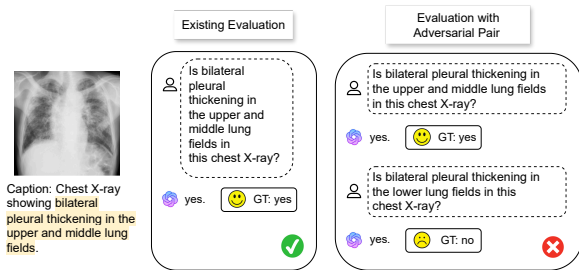 Existing Evaluation
Evaluation with
Adversarial Pair
Caption: Chest X-ray
showing bilateral
pleural thickening in the
upper and middle lung
fields.
Is bilateral
pleural
thickening in
the upper and
middle lung
fields in
this chest X-ray?
yes.
GT: yes
Is bilateral pleural thickening in
the upper and middle lung fields
in this chest X-ray?
yes.
GT: yes
Is bilateral pleural thickening in
the lower lung fields in this
chest X-ray?
yes.
GT: no